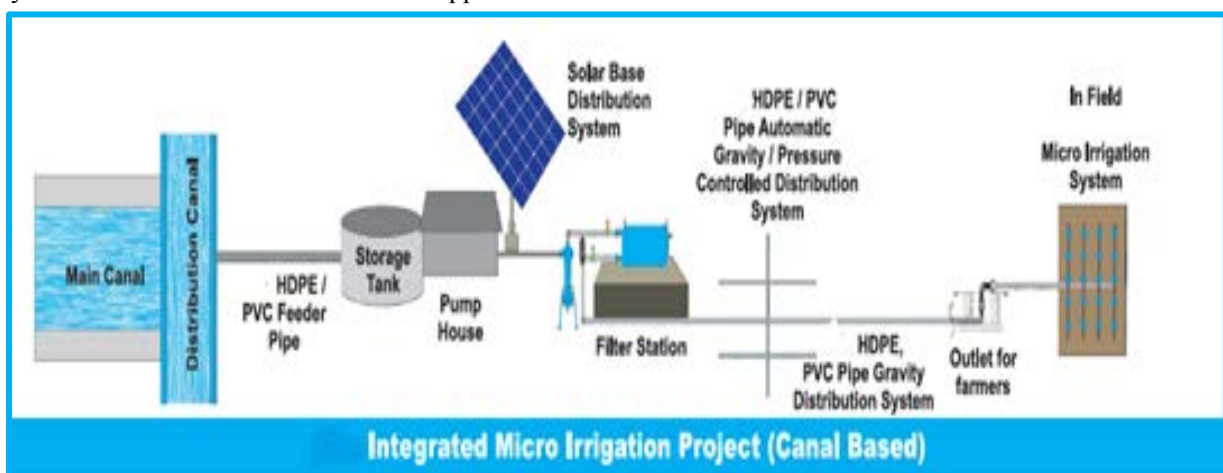 Main Canal
Distribution Canal
HDPE /
PVC Feeder
Pipe
Storage
Tank
Pump
House
Solar Base
Distribution
System
Filter Station
HDPE / PVC
Pipe Automatic
Gravity / Pressure
Controlled Distribution
System
HDPE,
PVC Pipe Gravity
Distribution System
Outlet for
farmers
In Field
Micro Irrigation
System
Integrated Micro Irrigation Project (Canal Based)